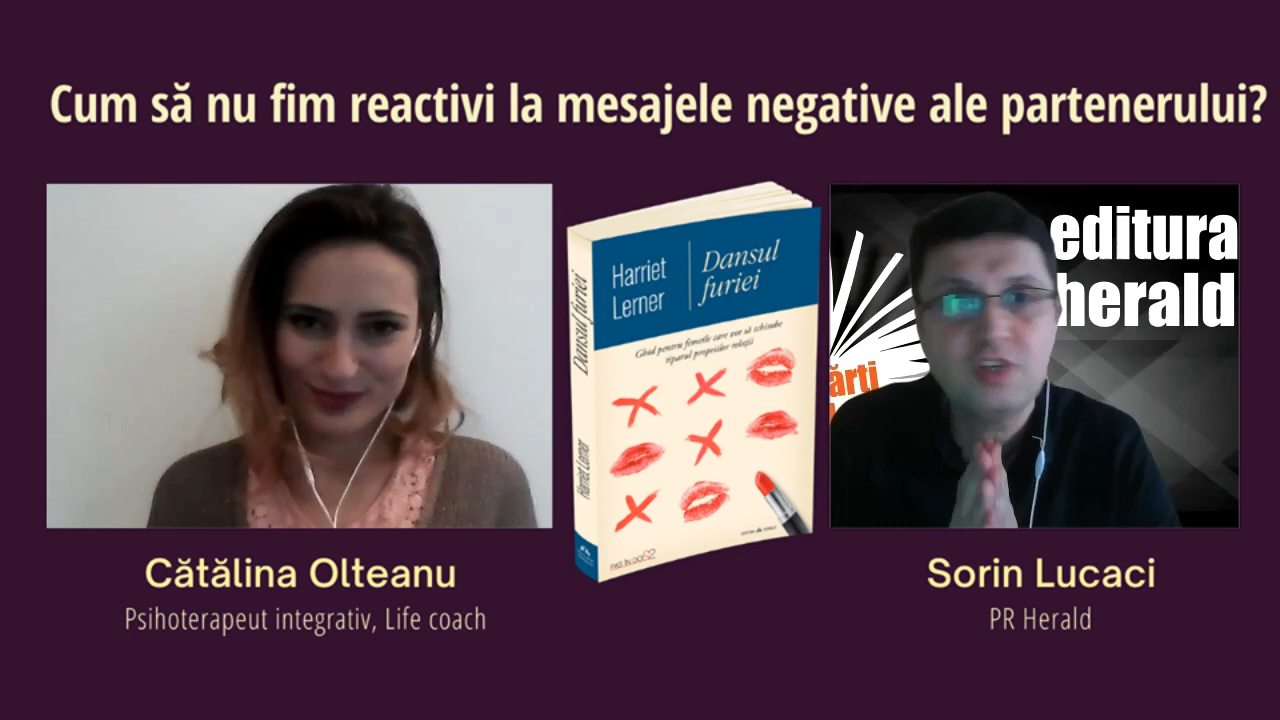 Cum să nu fim reactivi la mesajele negative ale partenerului?
Harriet
Lerner
Dansul
furiei
Ghid pentru femeile care vor să schimbe
tiparul propriilor relații
Dansul furiei
Harriet Lerner
editura
herald
ărți
Cătălina Olteanu
Psihoterapeut integrativ, Life coach
Sorin Lucaci
PR Herald